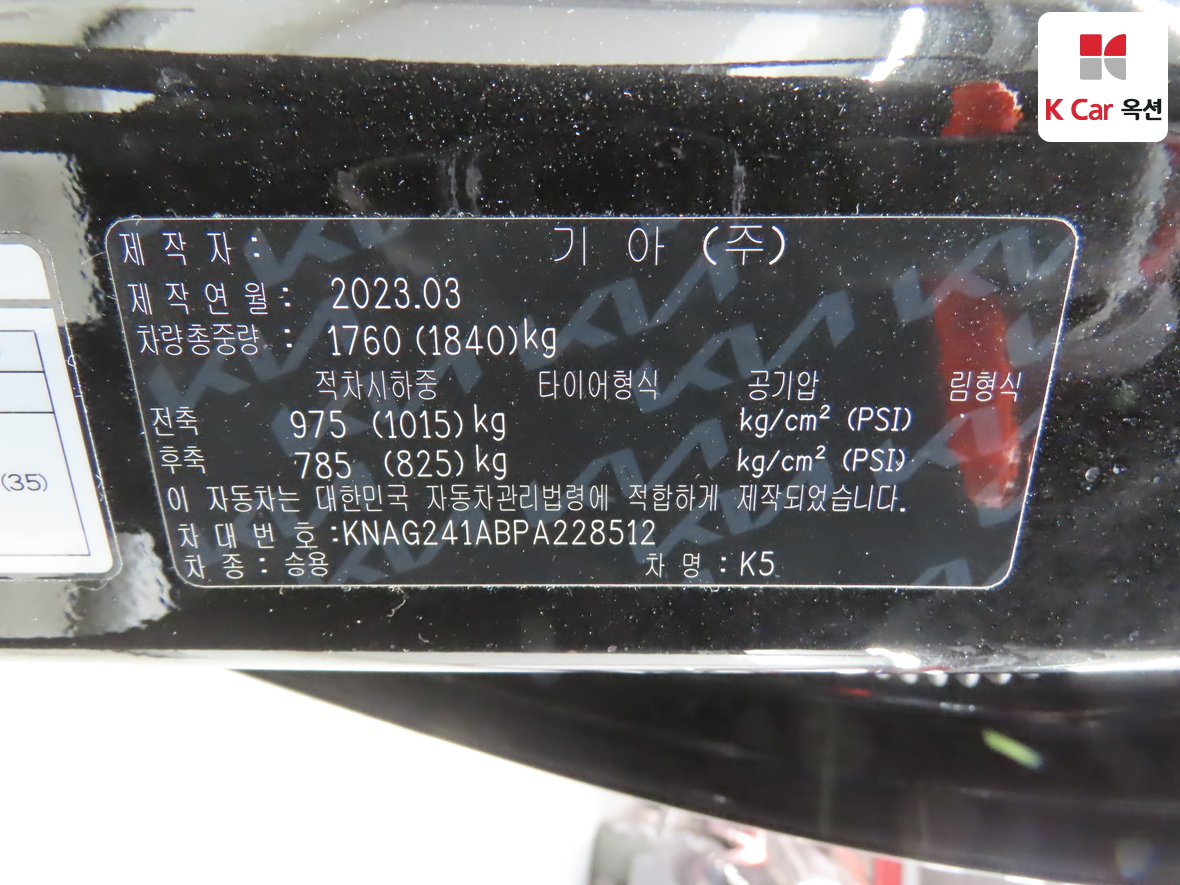 K Car 옥션
제 작 자 : 기 아 (주)
제 작 연 월 : 2023.03
차량총중량 : 1760 (1840)kg
적차시하중 타이어형식 공기압 림형식
전축 975 (1015) kg kg/cm² (PSI)
후축 785 (825) kg kg/cm² (PSI)
이 자동차는 대한민국 자동차관리법령에 적합하게 제작되었습니다.
차 대 번 호 :KNAG241ABPA228512
차 종 : 승용 차 명 : K5
(35)